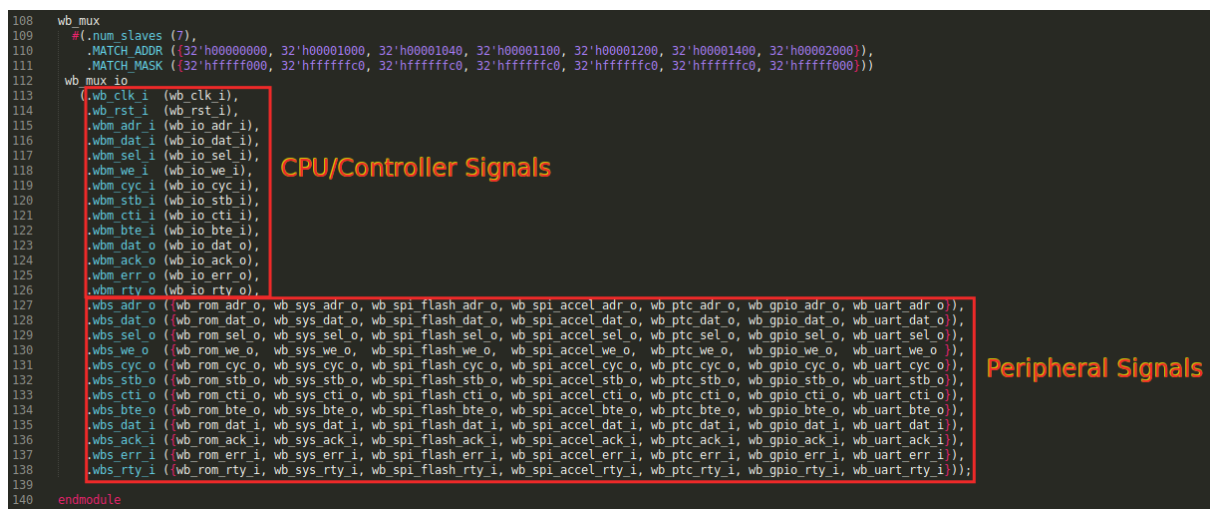 108 wb_mux
109 #(.num_slaves (7),
110 .MATCH_ADDR ({32'h00000000, 32'h00001000, 32'h00001040, 32'h00001100, 32'h00001200, 32'h00001400, 32'h00002000}),
111 .MATCH_MASK ({32'hfffff000, 32'hffffffc0, 32'hffffffc0, 32'hffffffc0, 32'hffffffc0, 32'hffffffc0, 32'hfffff000}))
112 wb_mux_io
113 (.wb_clk_i (wb_clk_i),
114 .wb_rst_i (wb_rst_i),
115 .wbm_adr_i (wb_io_adr_i),
116 .wbm_dat_i (wb_io_dat_i),
117 .wbm_sel_i (wb_io_sel_i),
118 .wbm_we_i (wb_io_we_i),
119 .wbm_cyc_i (wb_io_cyc_i),
120 .wbm_stb_i (wb_io_stb_i),
121 .wbm_cti_i (wb_io_cti_i),
122 .wbm_bte_i (wb_io_bte_i),
123 .wbm_dat_o (wb_io_dat_o),
124 .wbm_ack_o (wb_io_ack_o),
125 .wbm_err_o (wb_io_err_o),
126 .wbm_rty_o (wb_io_rty_o),
CPU/Controller Signals
127 .wbs_adr_o ({wb_rom_adr_o, wb_sys_adr_o, wb_spi_flash_adr_o, wb_spi_accel_adr_o, wb_ptc_adr_o, wb_gpio_adr_o, wb_uart_adr_o}),
128 .wbs_dat_o ({wb_rom_dat_o, wb_sys_dat_o, wb_spi_flash_dat_o, wb_spi_accel_dat_o, wb_ptc_dat_o, wb_gpio_dat_o, wb_uart_dat_o}),
129 .wbs_sel_o ({wb_rom_sel_o, wb_sys_sel_o, wb_spi_flash_sel_o, wb_spi_accel_sel_o, wb_ptc_sel_o, wb_gpio_sel_o, wb_uart_sel_o}),
130 .wbs_we_o ({wb_rom_we_o, wb_sys_we_o, wb_spi_flash_we_o, wb_spi_accel_we_o, wb_ptc_we_o, wb_gpio_we_o, wb_uart_we_o }),
131 .wbs_cyc_o ({wb_rom_cyc_o, wb_sys_cyc_o, wb_spi_flash_cyc_o, wb_spi_accel_cyc_o, wb_ptc_cyc_o, wb_gpio_cyc_o, wb_uart_cyc_o}),
132 .wbs_stb_o ({wb_rom_stb_o, wb_sys_stb_o, wb_spi_flash_stb_o, wb_spi_accel_stb_o, wb_ptc_stb_o, wb_gpio_stb_o, wb_uart_stb_o}),
133 .wbs_cti_o ({wb_rom_cti_o, wb_sys_cti_o, wb_spi_flash_cti_o, wb_spi_accel_cti_o, wb_ptc_cti_o, wb_gpio_cti_o, wb_uart_cti_o}),
134 .wbs_bte_o ({wb_rom_bte_o, wb_sys_bte_o, wb_spi_flash_bte_o, wb_spi_accel_bte_o, wb_ptc_bte_o, wb_gpio_bte_o, wb_uart_bte_o}),
135 .wbs_dat_i ({wb_rom_dat_i, wb_sys_dat_i, wb_spi_flash_dat_i, wb_spi_accel_dat_i, wb_ptc_dat_i, wb_gpio_dat_i, wb_uart_dat_i}),
136 .wbs_ack_i ({wb_rom_ack_i, wb_sys_ack_i, wb_spi_flash_ack_i, wb_spi_accel_ack_i, wb_ptc_ack_i, wb_gpio_ack_i, wb_uart_ack_i}),
137 .wbs_err_i ({wb_rom_err_i, wb_sys_err_i, wb_spi_flash_err_i, wb_spi_accel_err_i, wb_ptc_err_i, wb_gpio_err_i, wb_uart_err_i}),
138 .wbs_rty_i ({wb_rom_rty_i, wb_sys_rty_i, wb_spi_flash_rty_i, wb_spi_accel_rty_i, wb_ptc_rty_i, wb_gpio_rty_i, wb_uart_rty_i}));
Peripheral Signals
139
140 endmodule